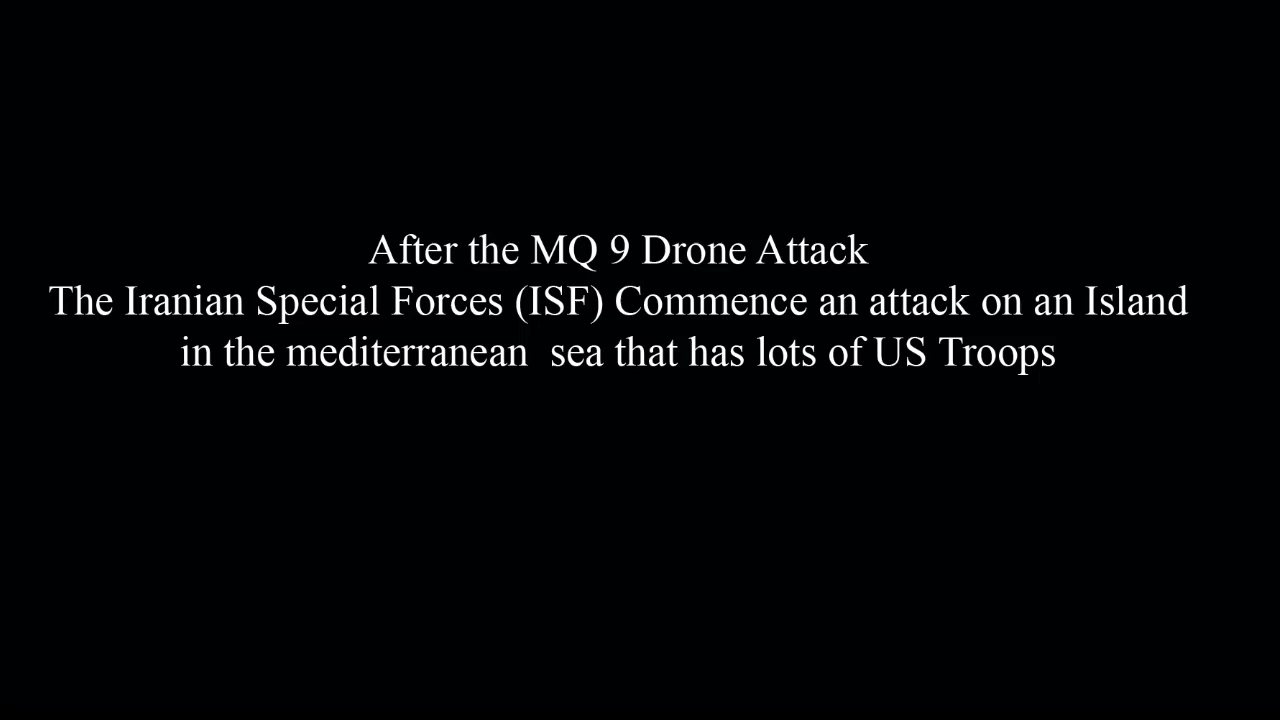 After the MQ 9 Drone Attack
The Iranian Special Forces (ISF) Commence an attack on an Island
in the mediterranean  sea that has lots of US Troops